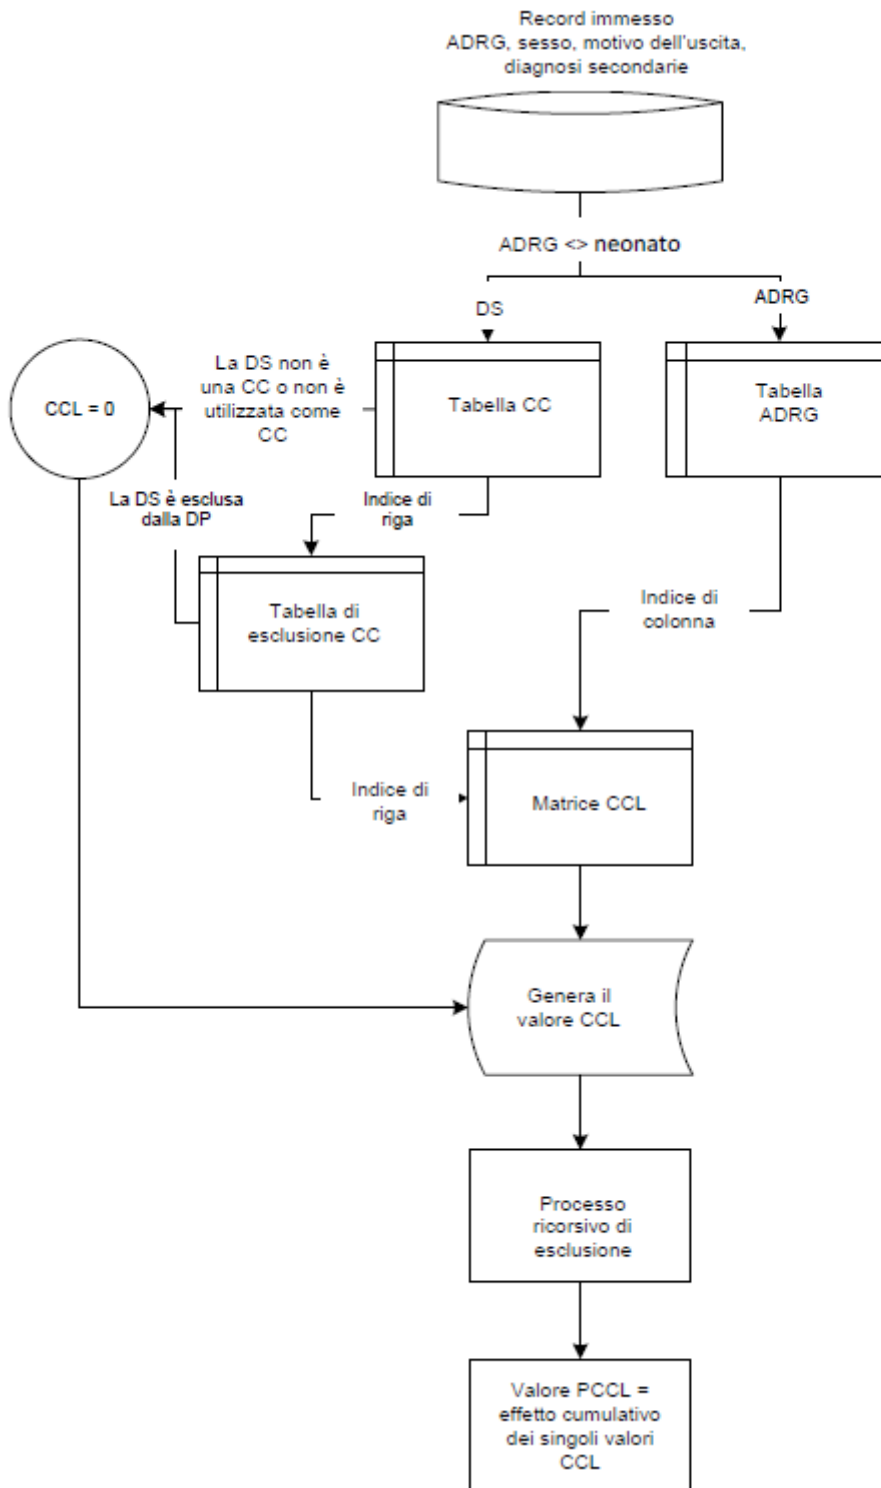 Record immesso
ADRG, sesso, motivo dell'uscita,
diagnosi secondarie
ADRG <> neonato
DS
ADRG
CCL = 0
La DS non è
una CC o non è
utilizzata come
CC
Tabella CC
Tabella
ADRG
La DS è esclusa
dalla DP
Indice di
riga
Tabella di
esclusione CC
Indice di
colonna
Indice di
riga
Matrice CCL
Genera il
valore CCL
Processo
ricorsivo di
esclusione
Valore PCCL =
effetto cumulativo
dei singoli valori
CCL